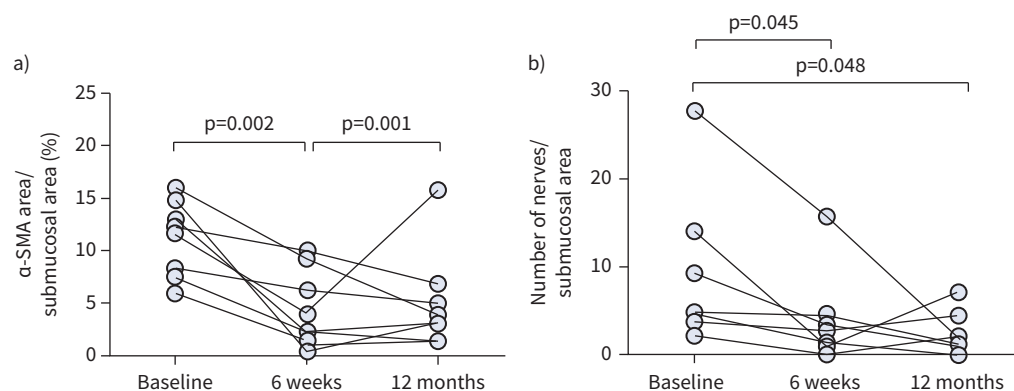 a)
α-SMA area/
submucosal area (%)
25
20
15
10
5
0
p=0.002
p=0.001
Baseline
6 weeks
12 months
b)
Number of nerves/
submucosal area
30
20
10
0
p=0.045
p=0.048
Baseline
6 weeks
12 months